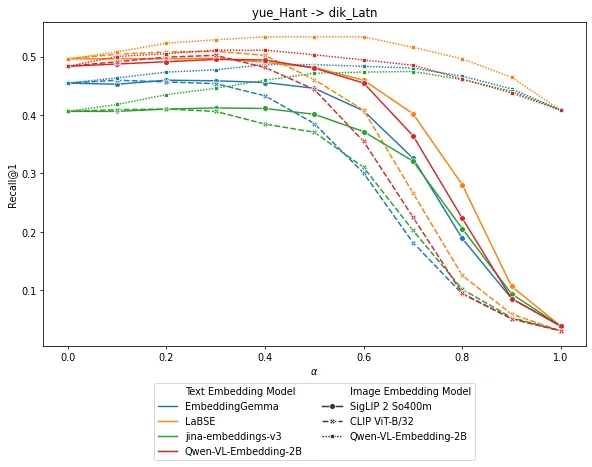 yue_Hant -> dik_Latn
Recall@1
0.5
0.4
0.3
0.2
0.1
0.0 0.2 0.4 0.6 0.8 1.0
α
Text Embedding Model Image Embedding Model
EmbeddingGemma SigLIP 2 So400m
LaBSE CLIP ViT-B/32
jina-embeddings-v3 Qwen-VL-Embedding-2B
Qwen-VL-Embedding-2B